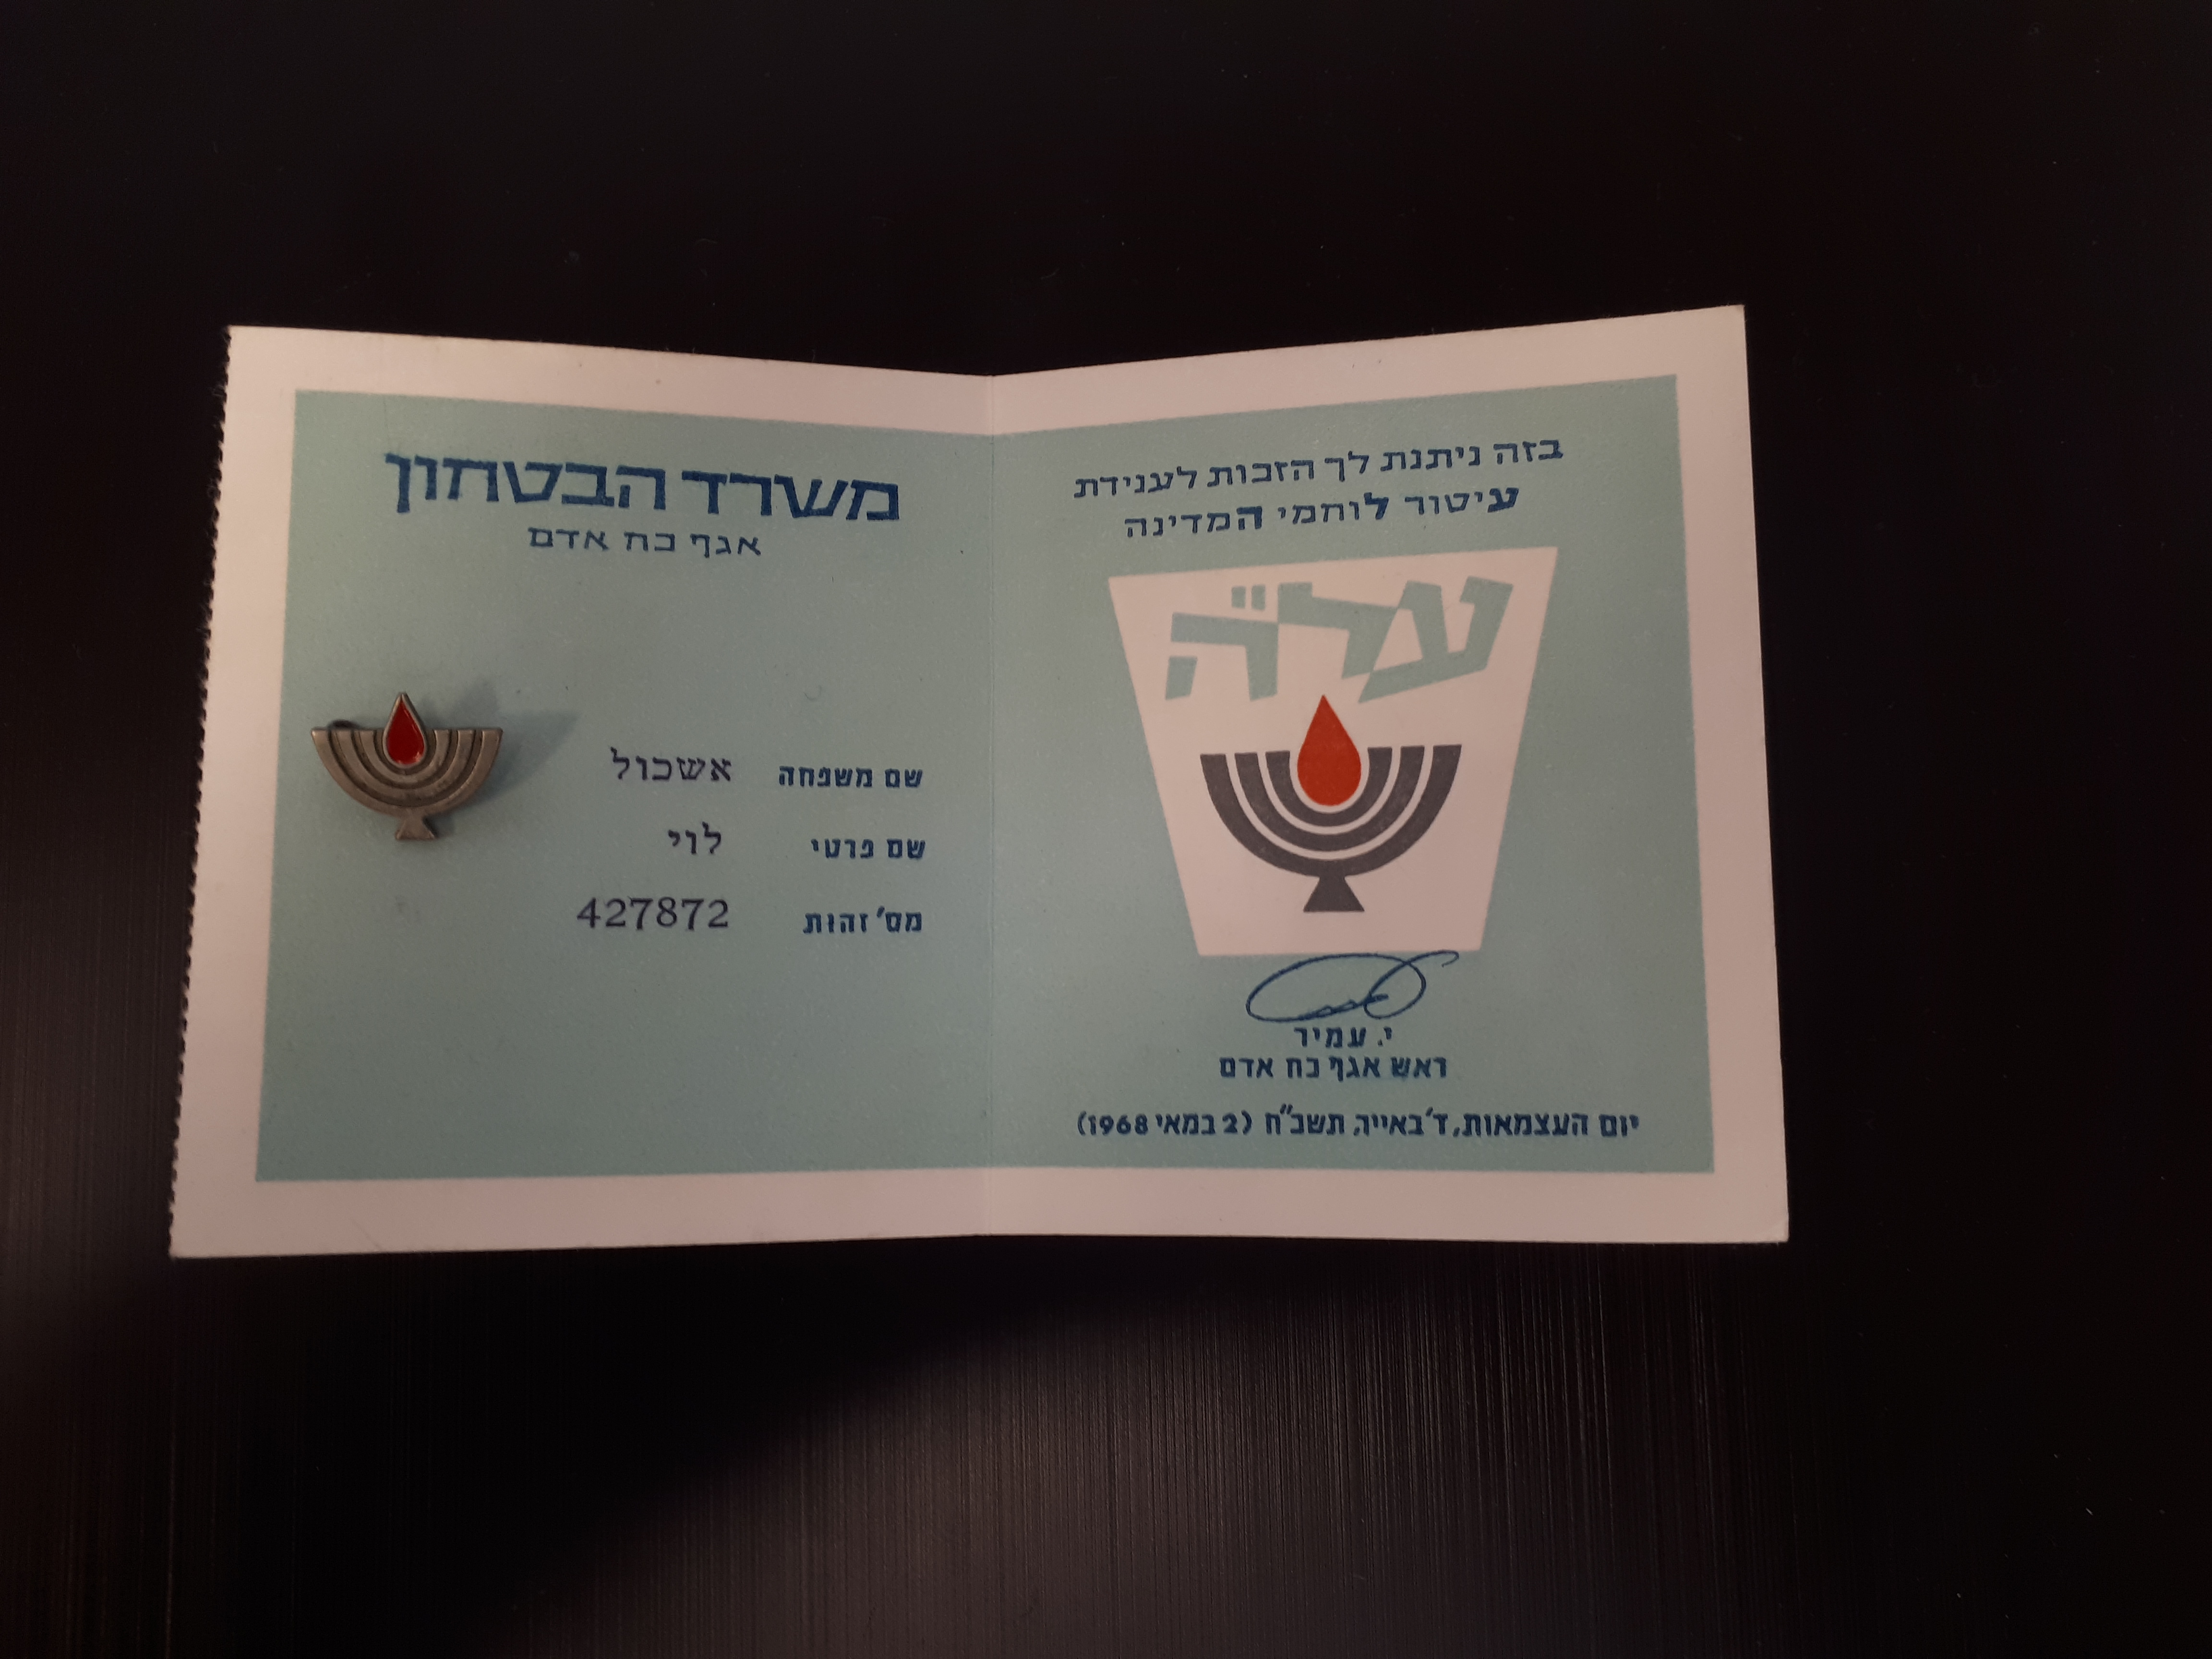 בזה ניתנת לך הזכות לענידת
עיטור לוחמי המדינה
על"ה
י. עמיר
ראש אגף כח אדם
יום העצמאות, ד' באייר, תשכ"ח (2 במאי 1968)
משרד הבטחון
אגף כח אדם
שם משפחה אשכול
שם פרטי לוי
מס' זהות 427872